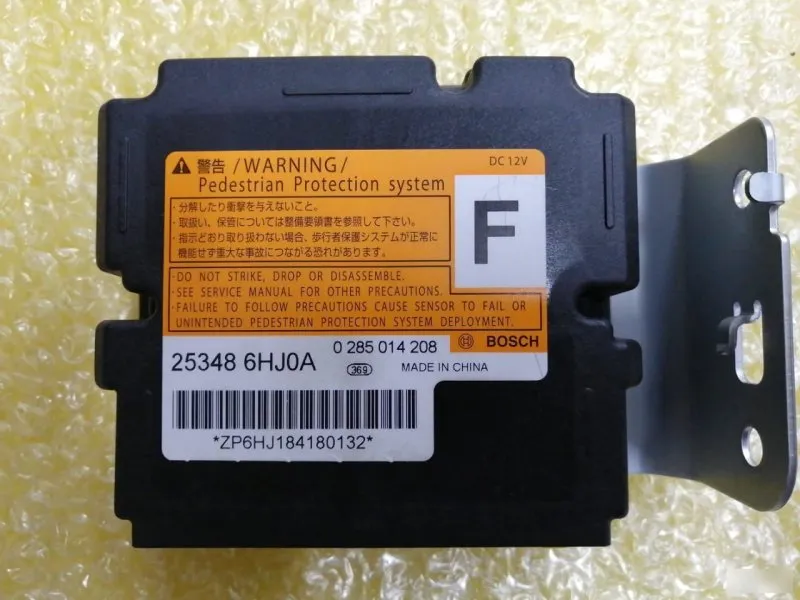 警告 /WARNING/
DC 12V
Pedestrian Protection system
F
・分解したり衝撃を与えないこと。
・取扱い、保管については整備要領書を参照して下さい。
・指示どおり取り扱わない場合、歩行者保護システムが正常に
機能せず重大な事故につながる恐れがあります。
・DO NOT STRIKE, DROP OR DISASSEMBLE.
・SEE SERVICE MANUAL FOR OTHER PRECAUTIONS.
・FAILURE TO FOLLOW PRECAUTIONS CAUSE SENSOR TO FAIL OR
UNINTENDED PEDESTRIAN PROTECTION SYSTEM DEPLOYMENT.
0 285 014 208
BOSCH
25348 6HJ0A
369
MADE IN CHINA
*ZP6HJ184180132*